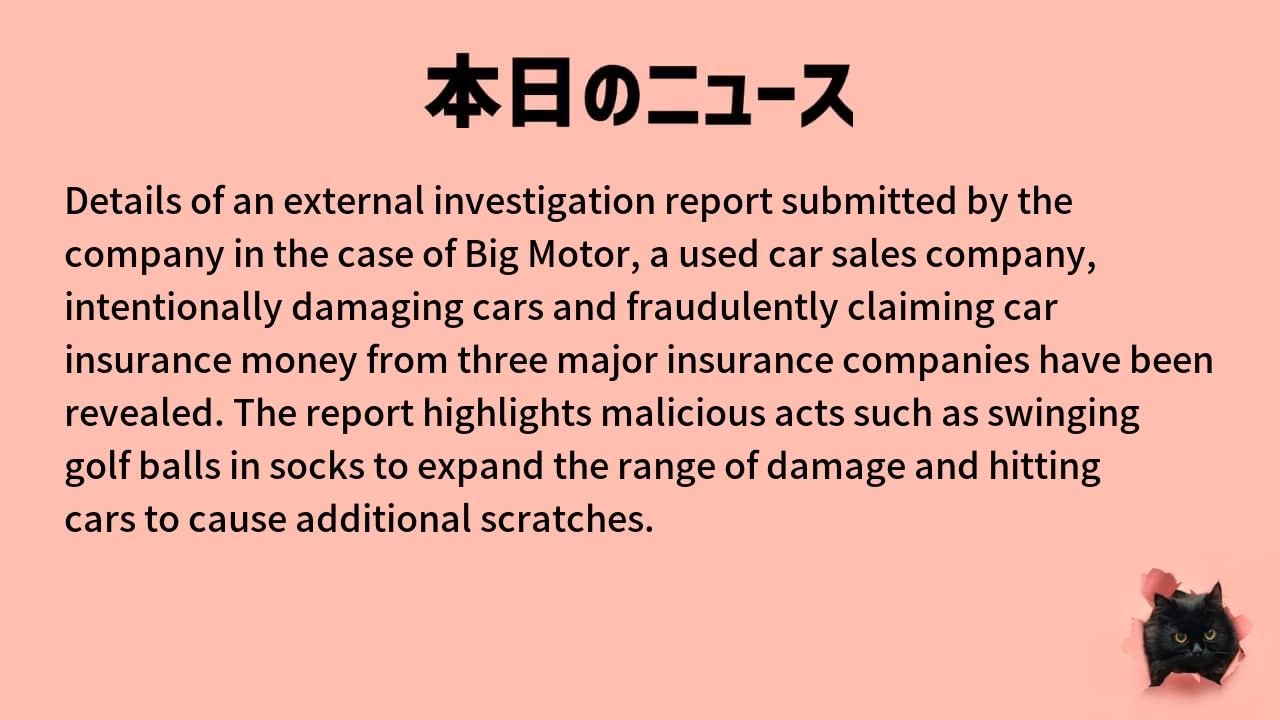 本日のニュース
Details of an external investigation report submitted by the
company in the case of Big Motor, a used car sales company,
intentionally damaging cars and fraudulently claiming car
insurance money from three major insurance companies have been
revealed. The report highlights malicious acts such as swinging
golf balls in socks to expand the range of damage and hitting
cars to cause additional scratches.